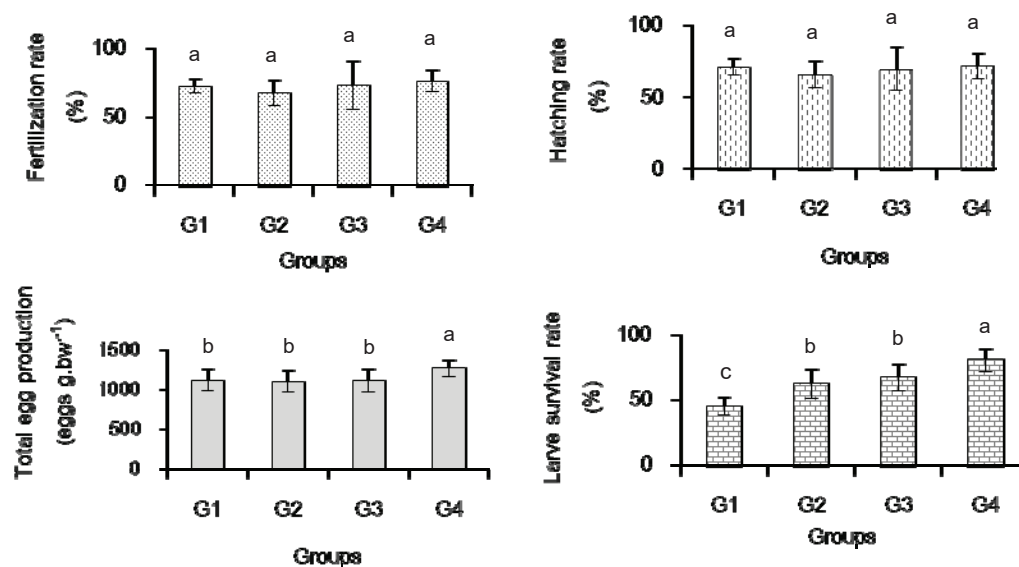 Fertilization rate
(%)
100
50
0
a
a
a
a
G1
G2
G3
G4
Groups
Hatching rate
(%)
100
50
0
a
a
a
a
G1
G2
G3
G4
Groups
Total egg production
(eggs g.bw-1)
1500
1000
500
0
b
b
b
a
G1
G2
G3
G4
Groups
Larve survival rate
(%)
100
50
0
c
b
b
a
G1
G2
G3
G4
Groups